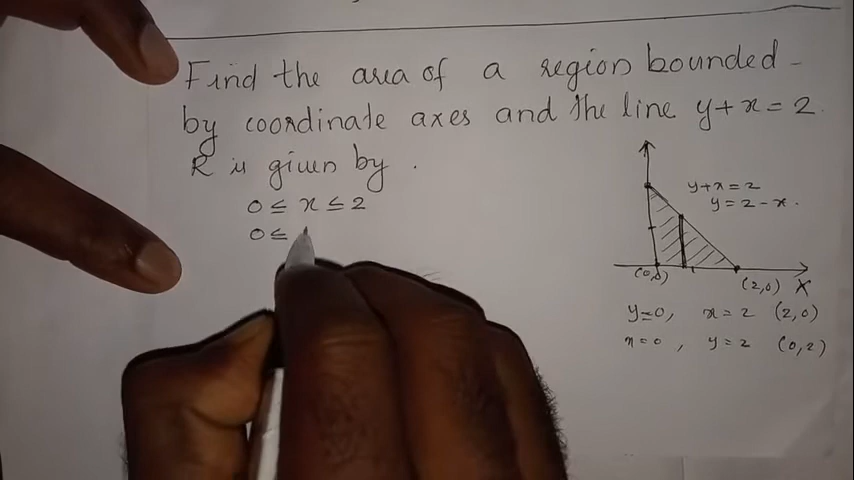 Find the area of a region bounded -
by coordinate axes and the line y+x=2.
R is given by .
0 ≤ x ≤ 2
0 ≤
y+x=2
y=2-x.
(0,0)
(2,0) X
y=0, x=2 (2,0)
x=0, y=2 (0,2)